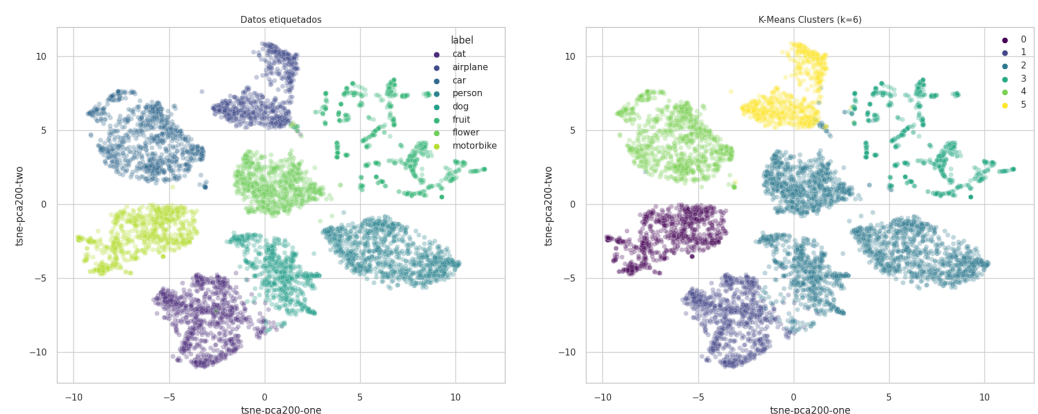 Datos etiquetados
label
cat
airplane
car
person
dog
fruit
flower
motorbike
10
5
0
−5
−10
tsne-pca200-two
−10
−5
0
5
10
tsne-pca200-one
K-Means Clusters (k=6)
0
1
2
3
4
5
10
5
0
−5
−10
tsne-pca200-two
−10
−5
0
5
10
tsne-pca200-one